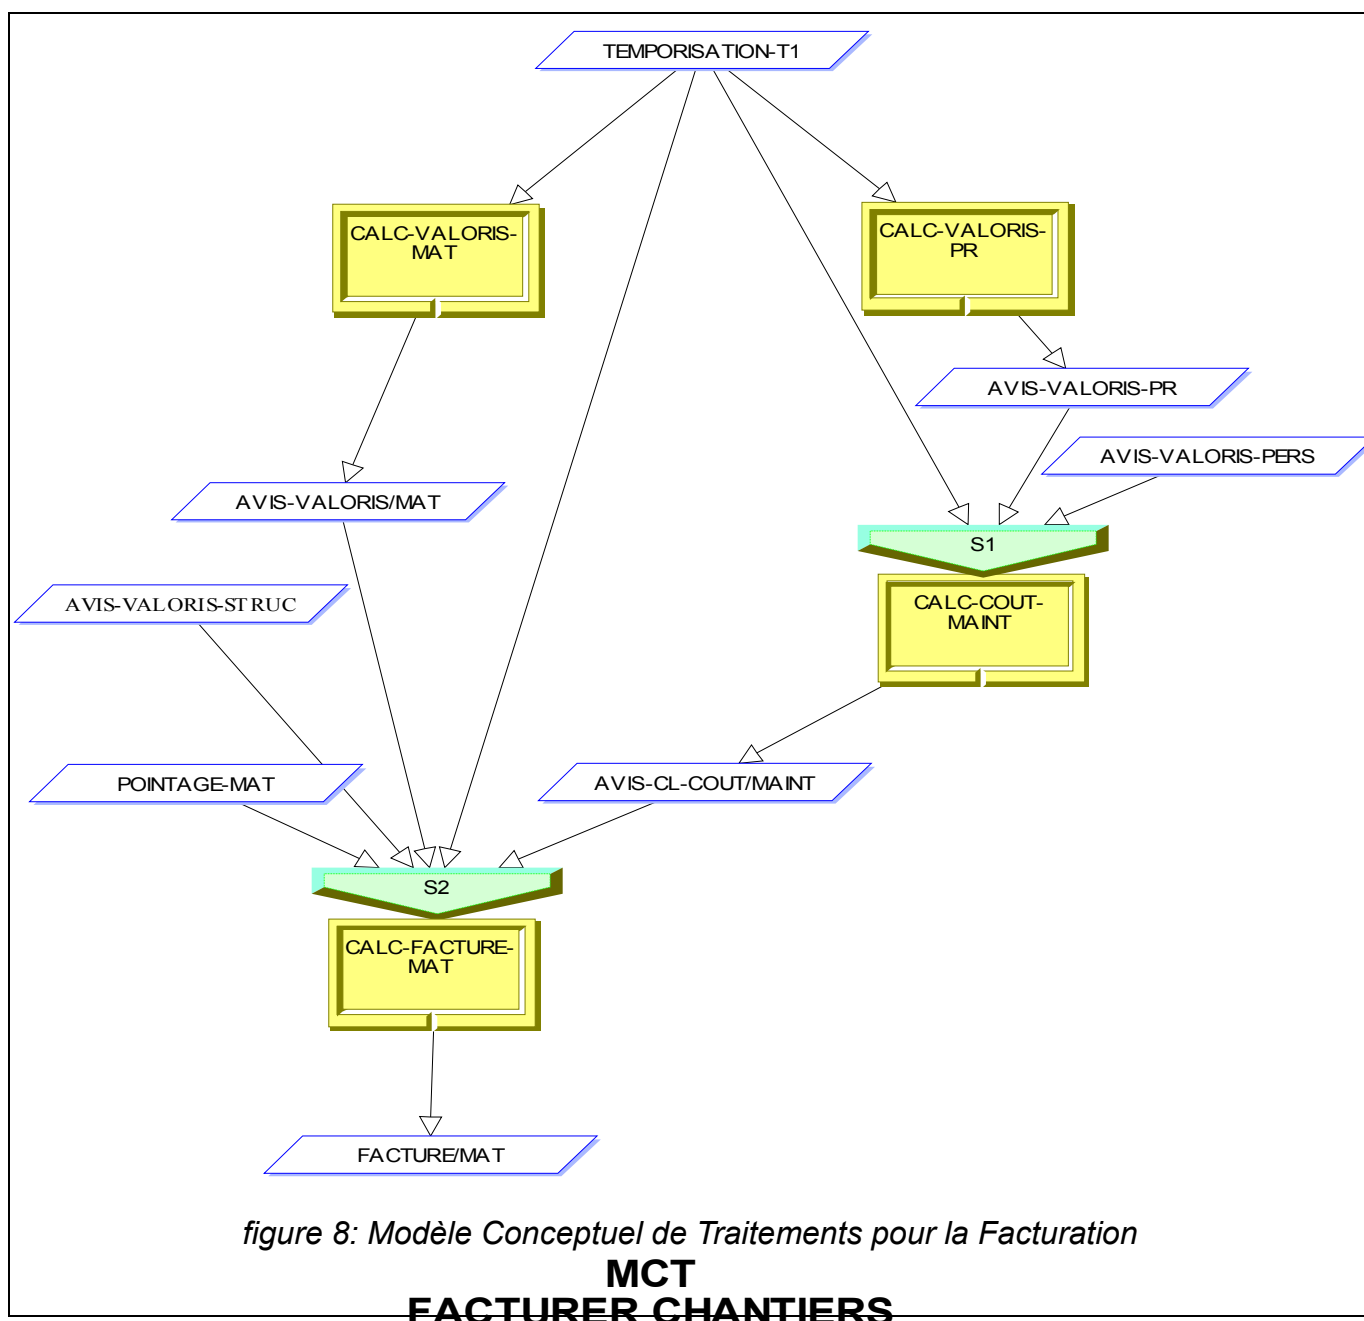 TEMPORISATION-T1
CALC-VALORIS-
MAT
CALC-VALORIS-
PR
AVIS-VALORIS-PR
AVIS-VALORIS-PERS
AVIS-VALORIS/MAT
S1
AVIS-VALORIS-STRUC
CALC-COUT-
MAINT
POINTAGE-MAT
AVIS-CL-COUT/MAINT
S2
CALC-FACTURE-
MAT
FACTURE/MAT
figure 8: Modèle Conceptuel de Traitements pour la Facturation
MCT
FACTURER CHANTIERS